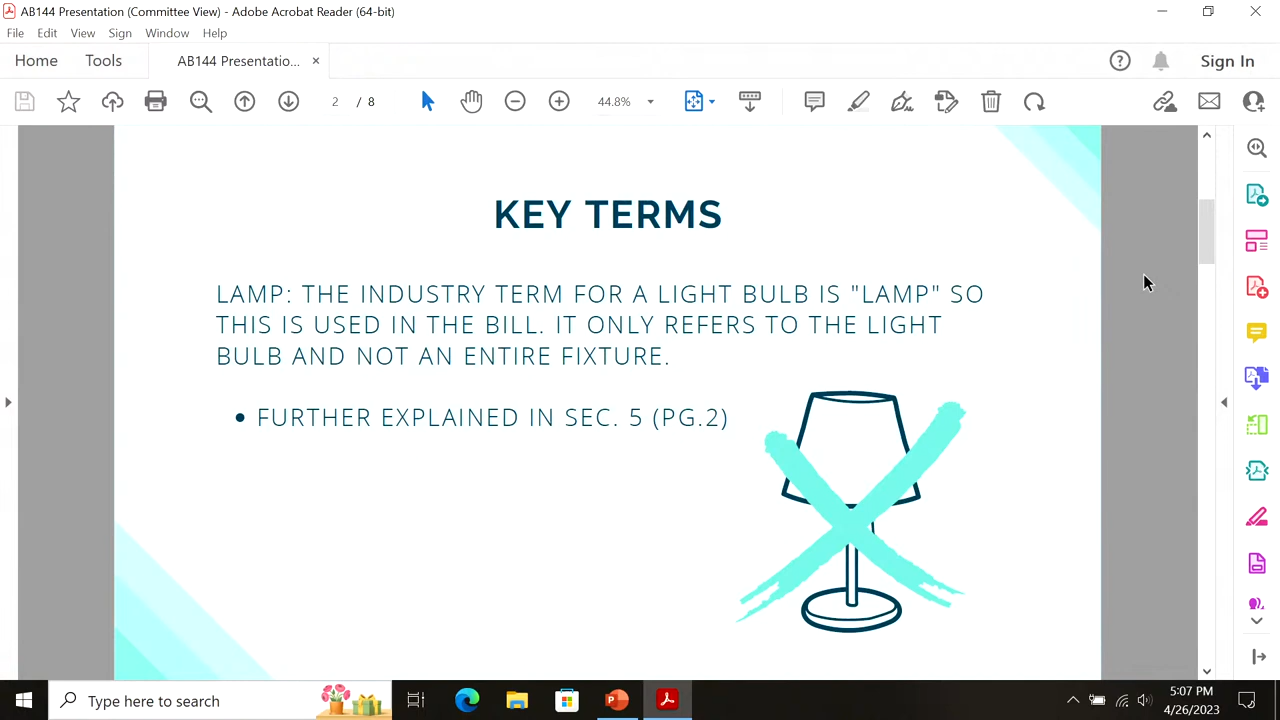 AB144 Presentation (Committee View) - Adobe Acrobat Reader (64-bit)
File Edit View Sign Window Help
Home Tools AB144 Presentatio... Sign In
2 / 8 44.8%
KEY TERMS
LAMP: THE INDUSTRY TERM FOR A LIGHT BULB IS "LAMP" SO
THIS IS USED IN THE BILL. IT ONLY REFERS TO THE LIGHT
BULB AND NOT AN ENTIRE FIXTURE.
• FURTHER EXPLAINED IN SEC. 5 (PG.2)
Type here to search
5:07 PM
4/26/2023